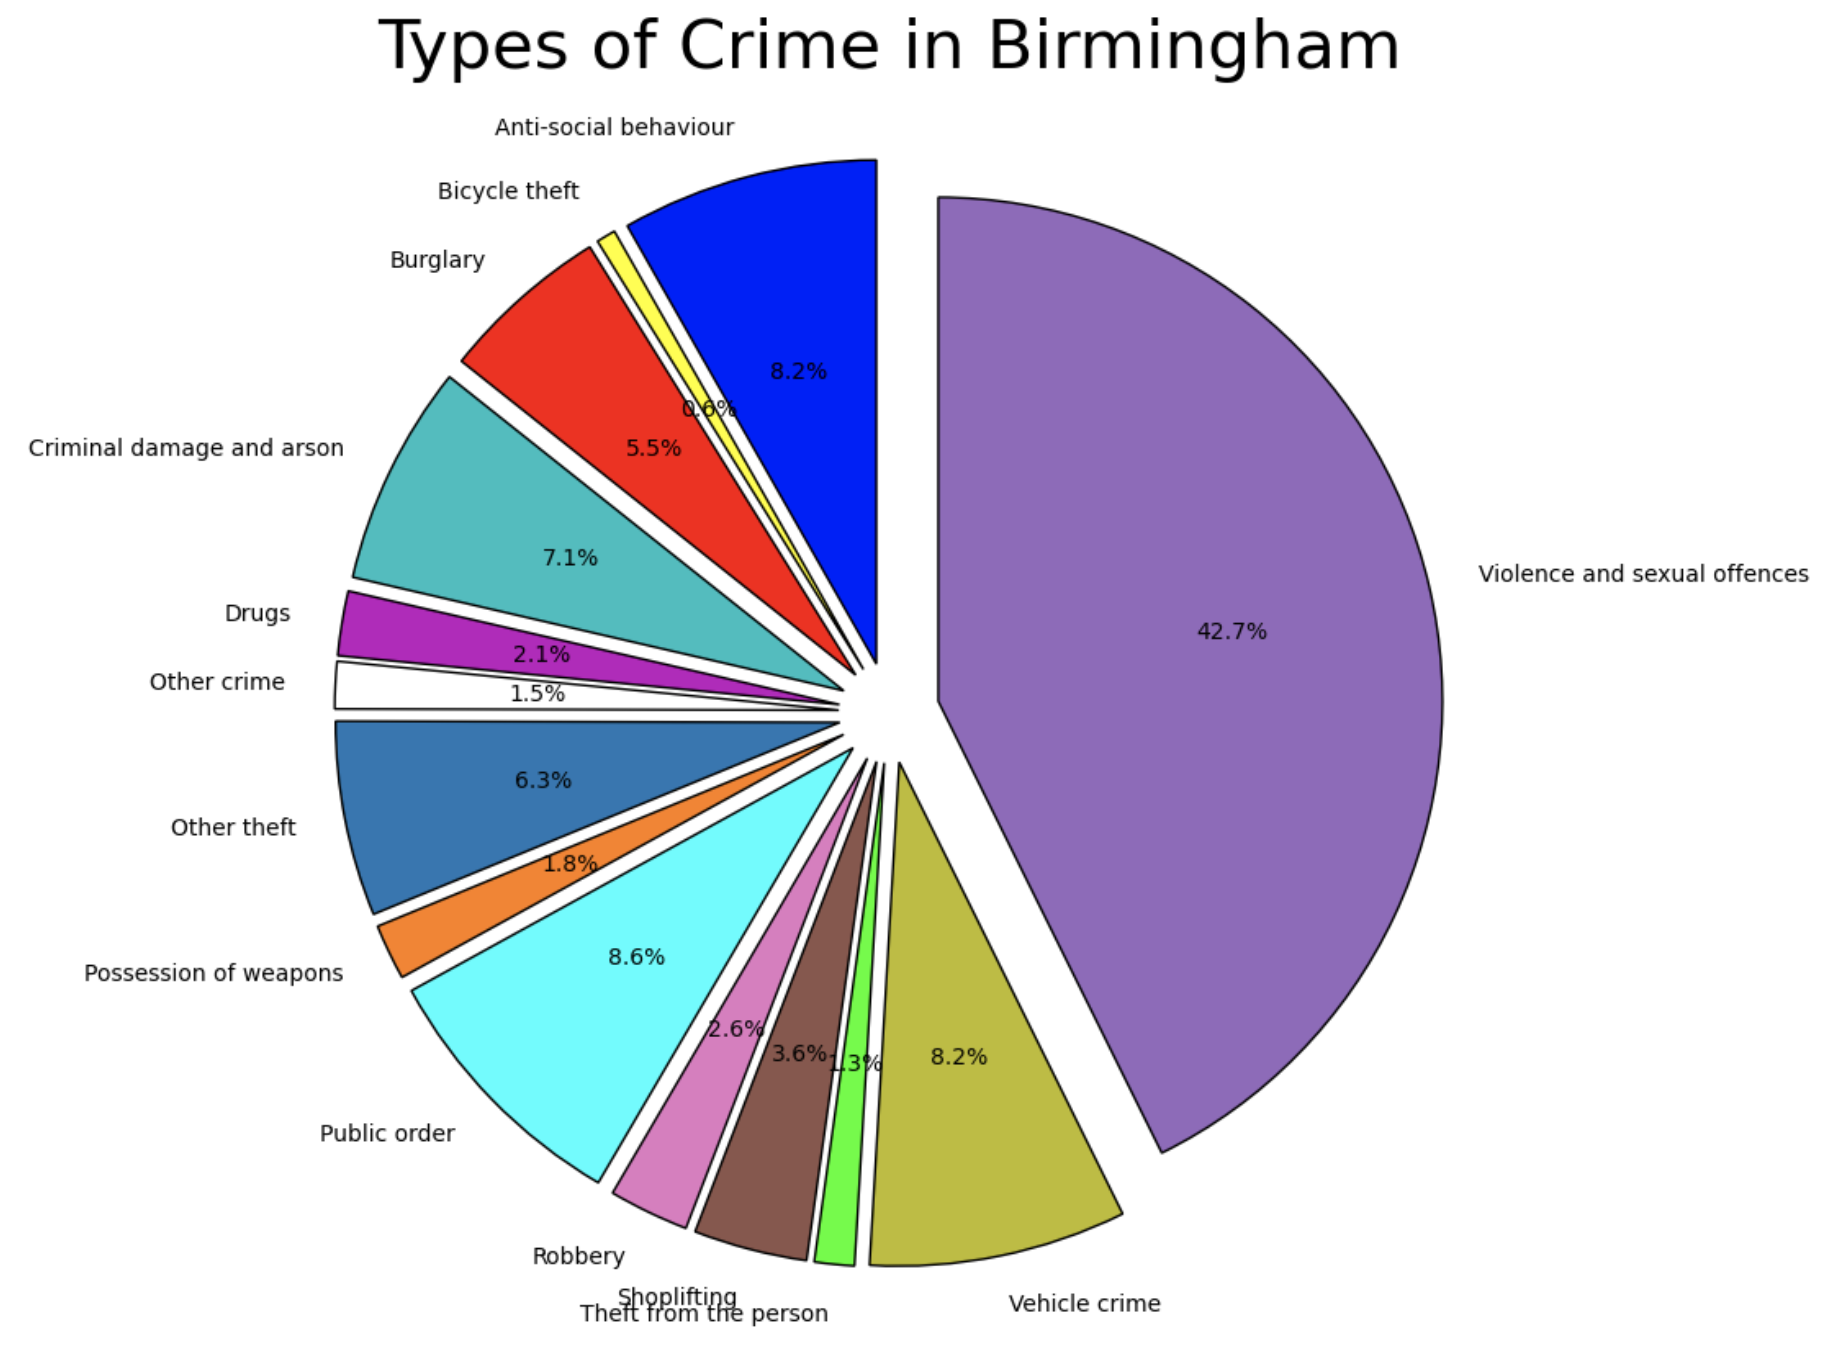 Types of Crime in Birmingham
Anti-social behaviour
Bicycle theft
Burglary
Criminal damage and arson
Drugs
Other crime
Other theft
Possession of weapons
Public order
Robbery
Shoplifting
Theft from the person
Vehicle crime
Violence and sexual offences
8.2%
0.6%
5.5%
7.1%
2.1%
1.5%
6.3%
1.8%
8.6%
2.6%
3.6%
1.3%
8.2%
42.7%